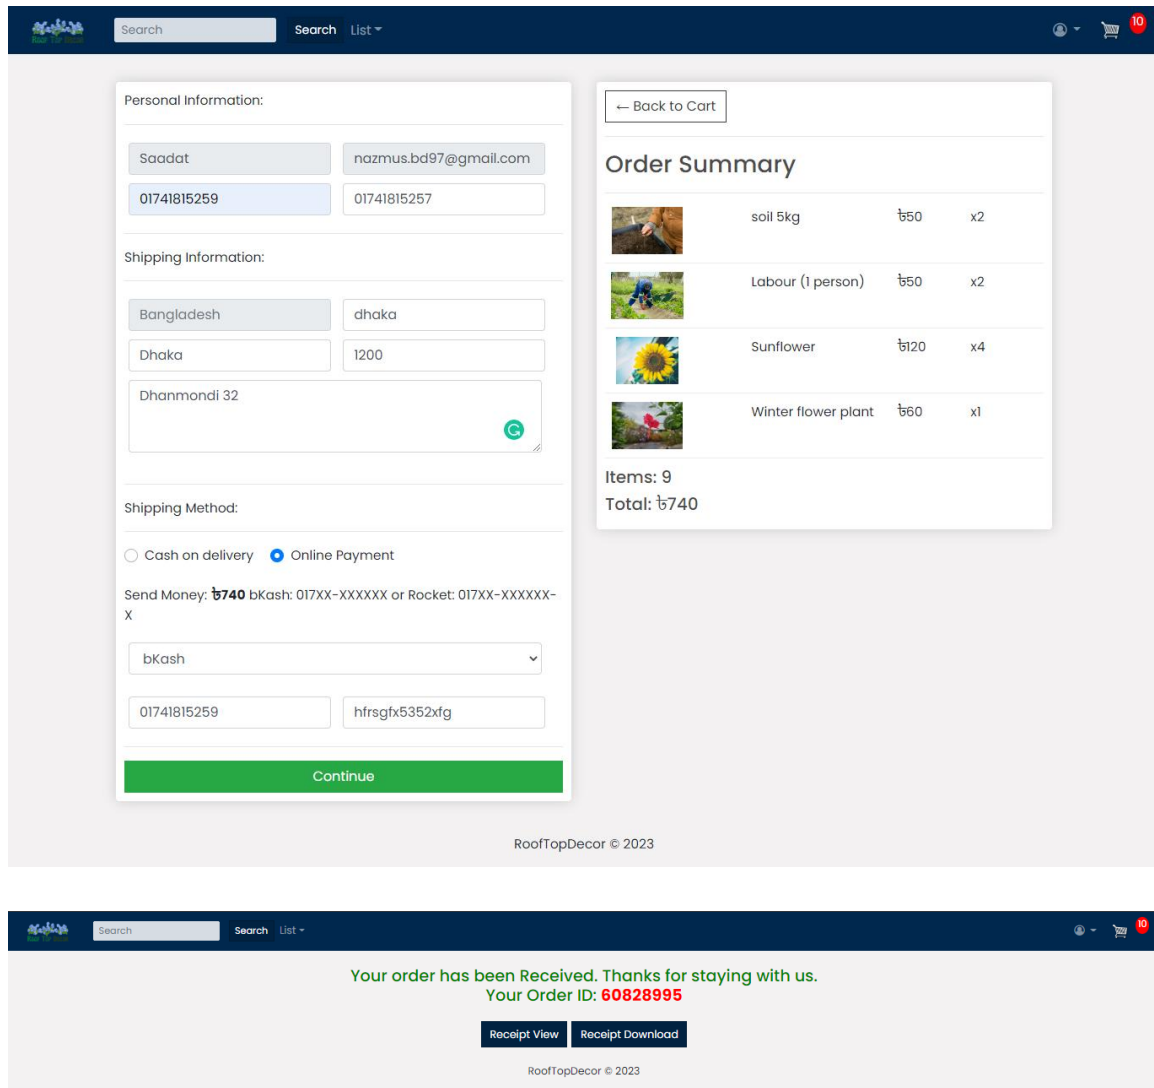 Roof Top Decor
Search
Search
List
10
Personal Information:
Saadat
nazmus.bd97@gmail.com
01741815259
01741815257
Shipping Information:
Bangladesh
dhaka
Dhaka
1200
Dhanmondi 32
Shipping Method:
Cash on delivery
Online Payment
Send Money: ৳740 bKash: 017XX-XXXXXX or Rocket: 017XX-XXXXXX-
X
bKash
01741815259
hfrsgfx5352xfg
Continue
← Back to Cart
Order Summary
soil 5kg ৳50 x2
Labour (1 person) ৳50 x2
Sunflower ৳120 x4
Winter flower plant ৳60 x1
Items: 9
Total: ৳740
RoofTopDecor © 2023
Search
Search
List
10
Your order has been Received. Thanks for staying with us.
Your Order ID: 60828995
Receipt View
Receipt Download
RoofTopDecor © 2023